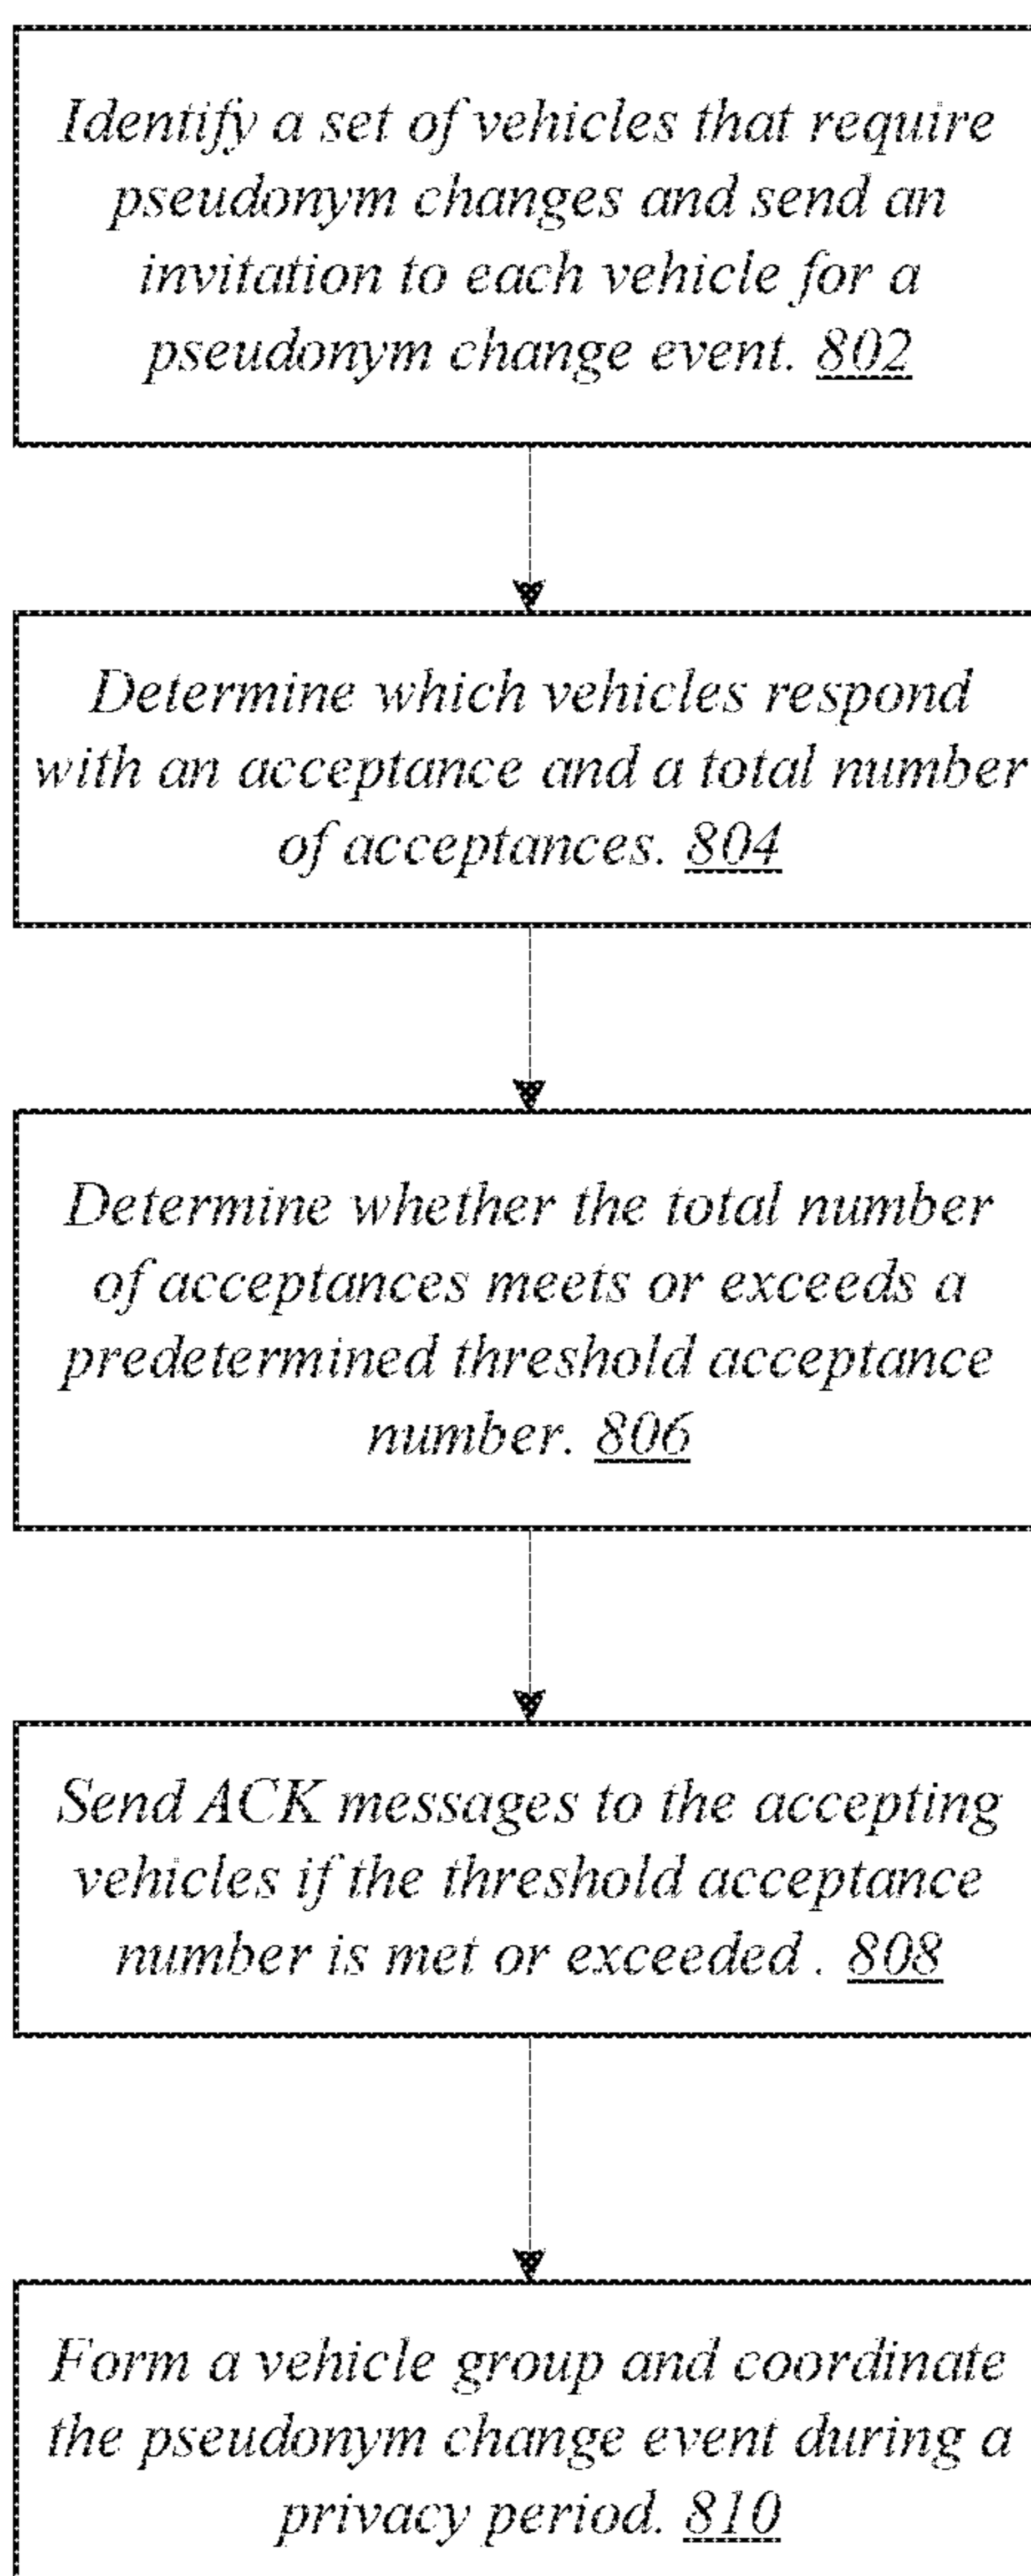 Identify a set of vehicles that require
pseudonym changes and send an
invitation to each vehicle for a
pseudonym change event. 802
Determine which vehicles respond
with an acceptance and a total number
of acceptances. 804
Determine whether the total number
of acceptances meets or exceeds a
predetermined threshold acceptance
number. 806
Send ACK messages to the accepting
vehicles if the threshold acceptance
number is met or exceeded . 808
Form a vehicle group and coordinate
the pseudonym change event during a
privacy period. 810